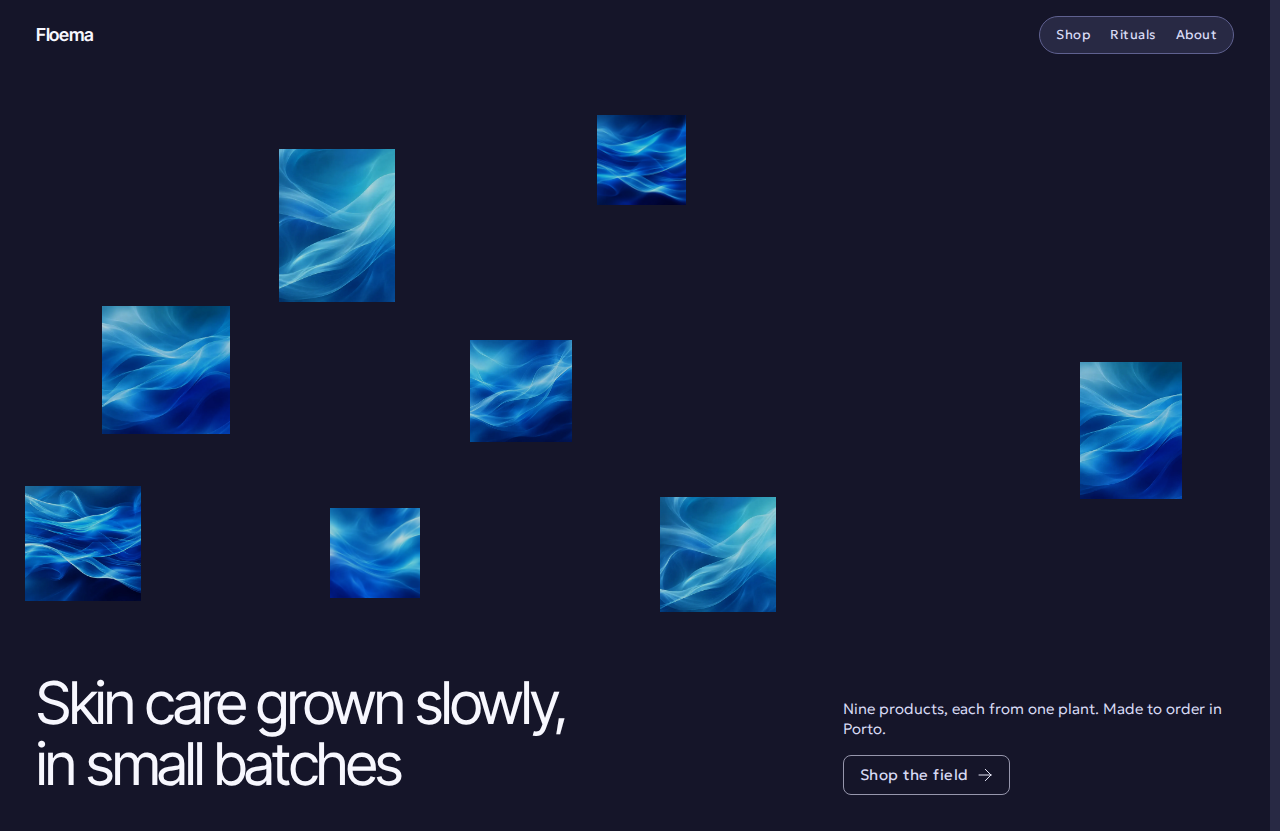 Floema
Shop Rituals About
Skin care grown slowly,
in small batches
Nine products, each from one plant. Made to order in
Porto.
Shop the field